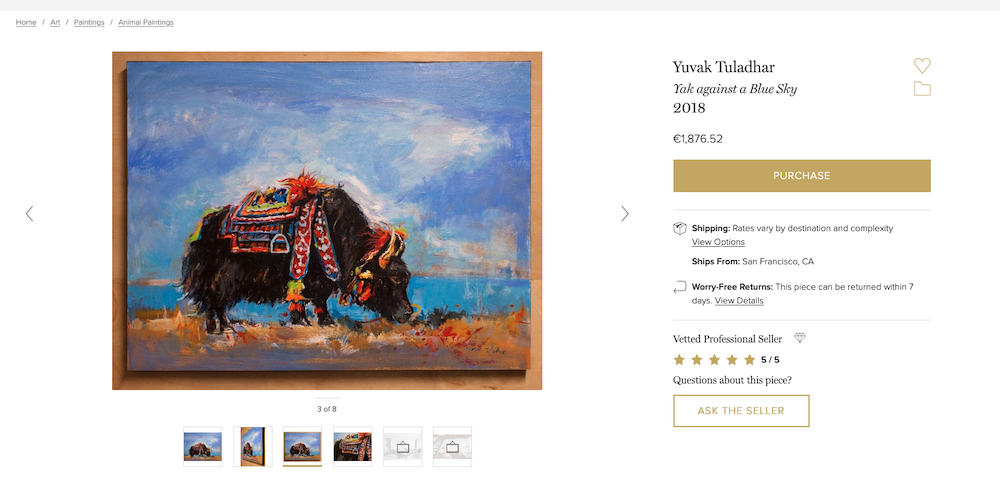 Home / Art / Paintings / Animal Paintings
Yuvak Tuladhar
Yak against a Blue Sky
2018
€1,876.52
PURCHASE
Shipping: Rates vary by destination and complexity
View Options
Ships From: San Francisco, CA
Worry-Free Returns: This piece can be returned within 7
days. View Details
Vetted Professional Seller
5 / 5
Questions about this piece?
ASK THE SELLER
3 of 8